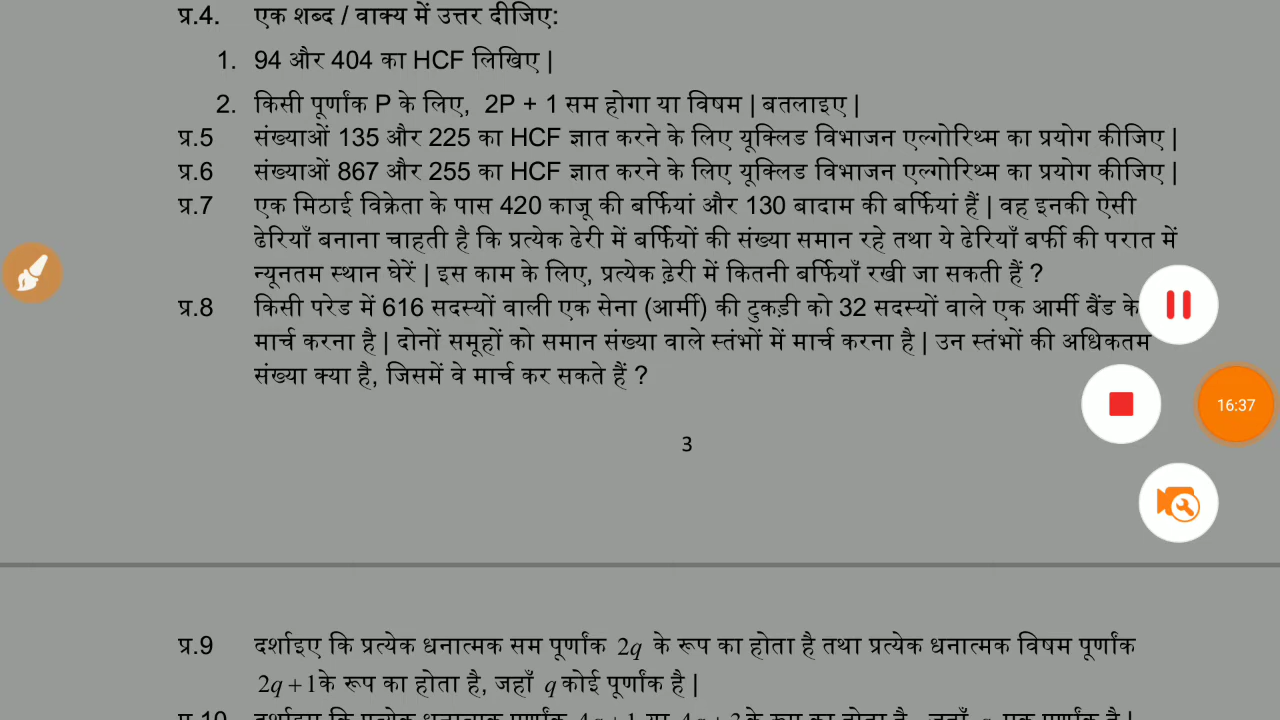 प्र.4. एक शब्द / वाक्य में उत्तर दीजिए:
1. 94 और 404 का HCF लिखिए |
2. किसी पूर्णांक P के लिए, 2P + 1 सम होगा या विषम | बतलाइए |
प्र.5 संख्याओं 135 और 225 का HCF ज्ञात करने के लिए यूक्लिड विभाजन एल्गोरिथ्म का प्रयोग कीजिए |
प्र.6 संख्याओं 867 और 255 का HCF ज्ञात करने के लिए यूक्लिड विभाजन एल्गोरिथ्म का प्रयोग कीजिए |
प्र.7 एक मिठाई विक्रेता के पास 420 काजू की बर्फियां और 130 बादाम की बर्फियां हैं | वह इनकी ऐसी
ढेरियाँ बनाना चाहती है कि प्रत्येक ढेरी में बर्फियों की संख्या समान रहे तथा ये ढेरियाँ बर्फी की परात में
न्यूनतम स्थान घेरें | इस काम के लिए, प्रत्येक ढ़ेरी में कितनी बर्फियाँ रखी जा सकती हैं ?
प्र.8 किसी परेड में 616 सदस्यों वाली एक सेना (आर्मी) की टुकड़ी को 32 सदस्यों वाले एक आर्मी बैंड के
मार्च करना है | दोनों समूहों को समान संख्या वाले स्तंभों में मार्च करना है | उन स्तंभों की अधिकतम
संख्या क्या है, जिसमें वे मार्च कर सकते हैं ?
16:37
3
प्र.9 दर्शाइए कि प्रत्येक धनात्मक सम पूर्णांक 2q के रूप का होता है तथा प्रत्येक धनात्मक विषम पूर्णांक
2q + 1के रूप का होता है, जहाँ q कोई पूर्णांक है |